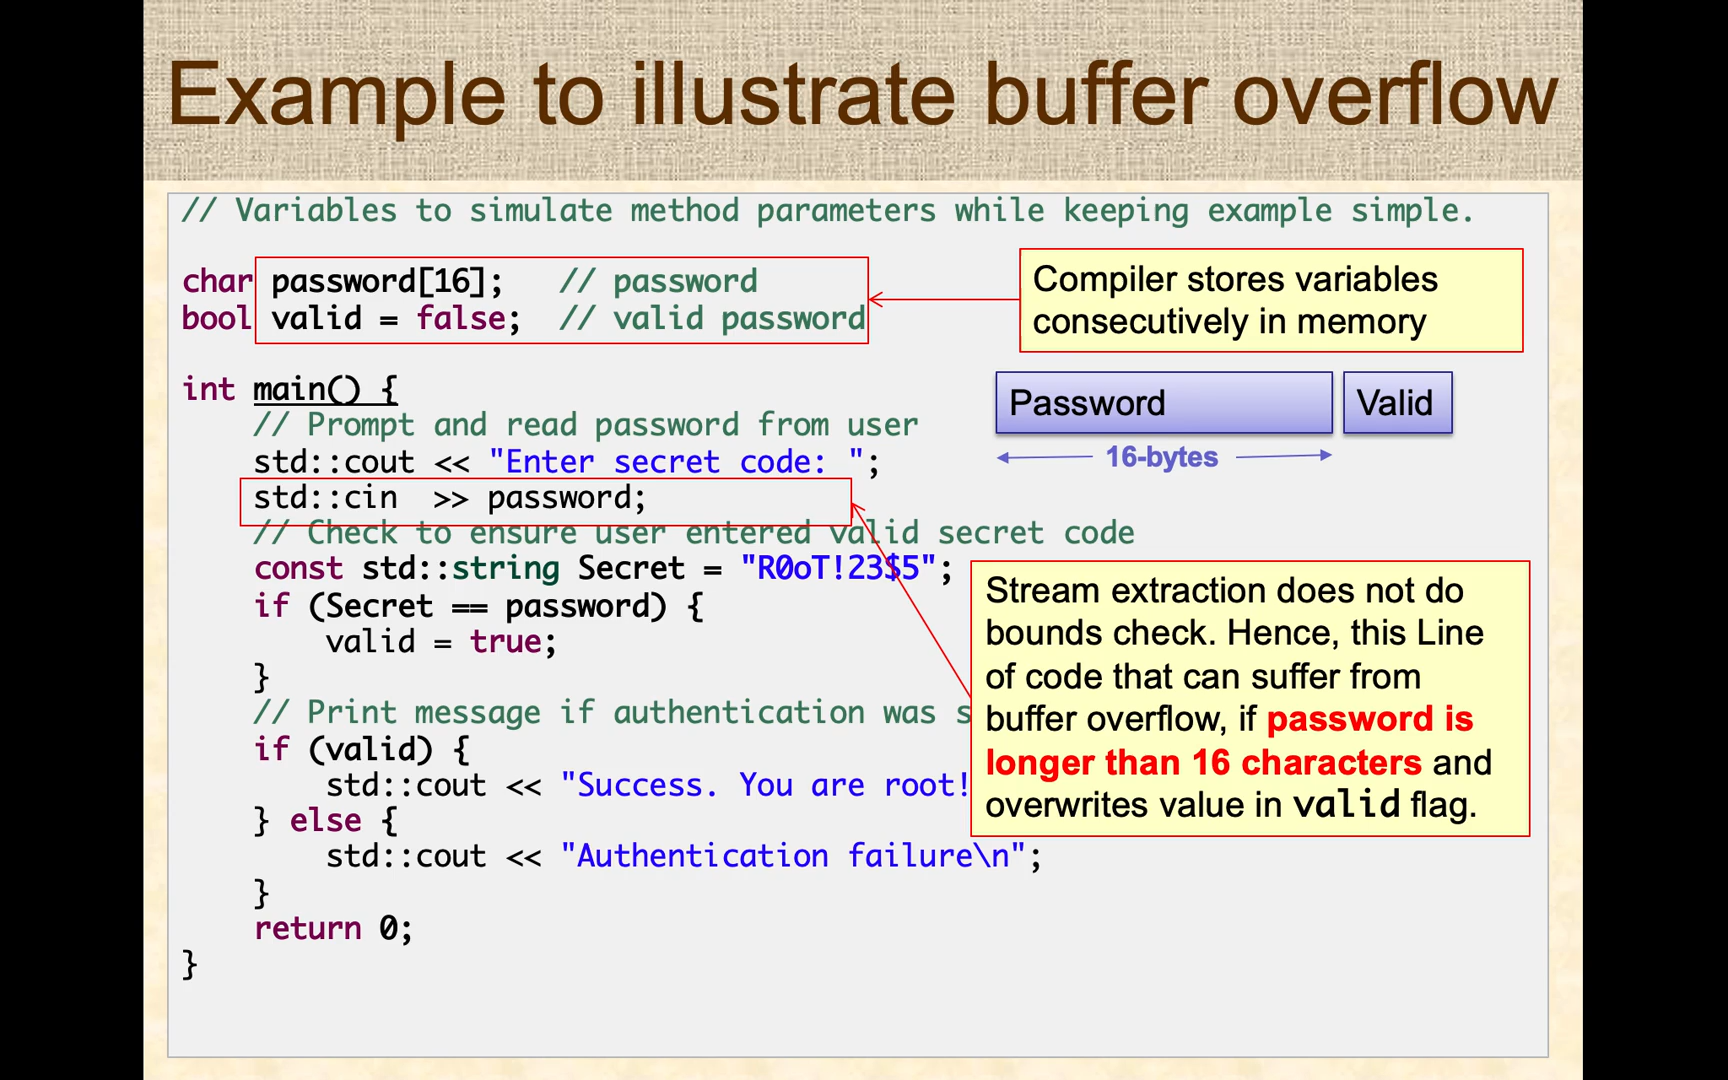 Example to illustrate buffer overflow
// Variables to simulate method parameters while keeping example simple.
char password[16];   // password
bool valid = false;  // valid password
Compiler stores variables
consecutively in memory
Password
Valid
16-bytes
int main() {
    // Prompt and read password from user
    std::cout << "Enter secret code: ";
    std::cin  >> password;
    // Check to ensure user entered valid secret code
    const std::string Secret = "R0oT!23$5";
    if (Secret == password) {
        valid = true;
    }
    // Print message if authentication was s
    if (valid) {
        std::cout << "Success. You are root!
    } else {
        std::cout << "Authentication failure\n";
    }
    return 0;
}
Stream extraction does not do
bounds check. Hence, this Line
of code that can suffer from
buffer overflow, if password is
longer than 16 characters and
overwrites value in valid flag.